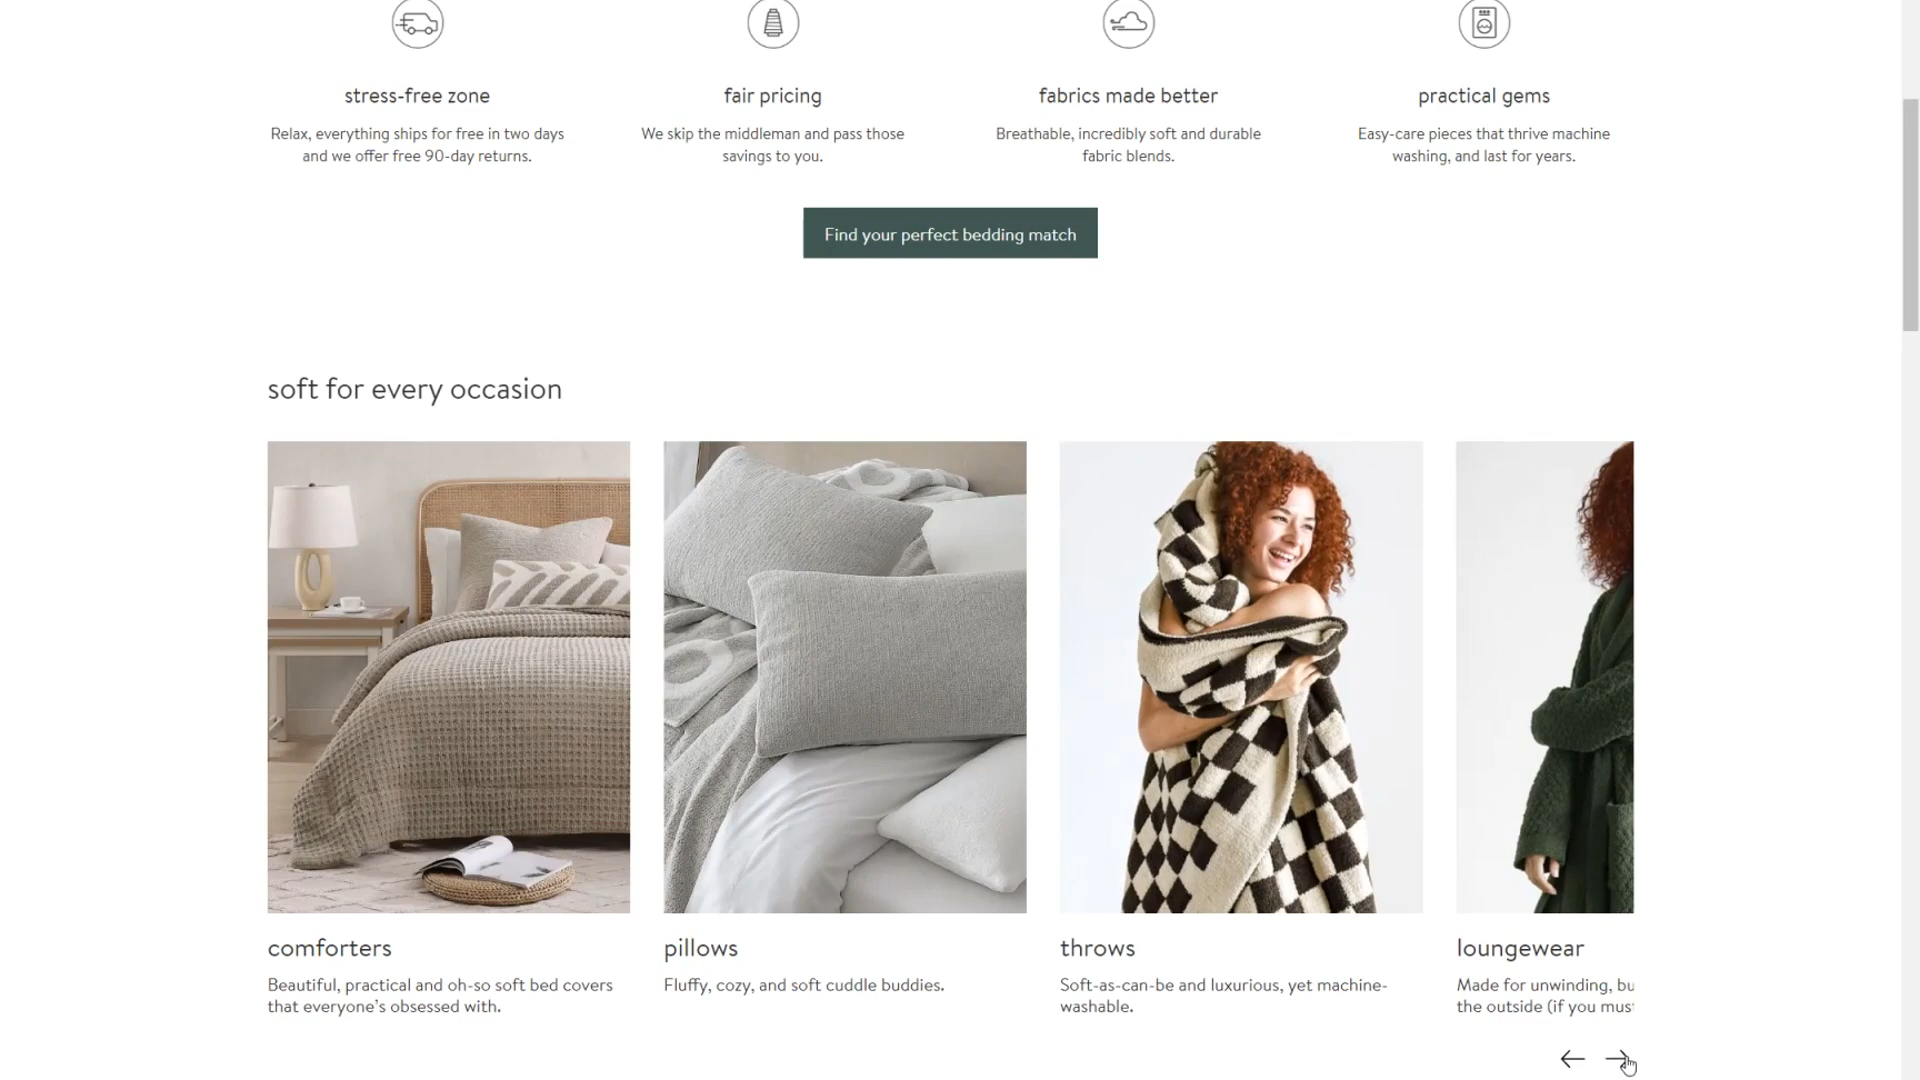 stress-free zone
Relax, everything ships for free in two days
and we offer free 90-day returns.
fair pricing
We skip the middleman and pass those
savings to you.
fabrics made better
Breathable, incredibly soft and durable
fabric blends.
practical gems
Easy-care pieces that thrive machine
washing, and last for years.
Find your perfect bedding match
soft for every occasion
comforters
Beautiful, practical and oh-so soft bed covers
that everyone's obsessed with.
pillows
Fluffy, cozy, and soft cuddle buddies.
throws
Soft-as-can-be and luxurious, yet machine-
washable.
loungewear
Made for unwinding, bu
the outside (if you mus